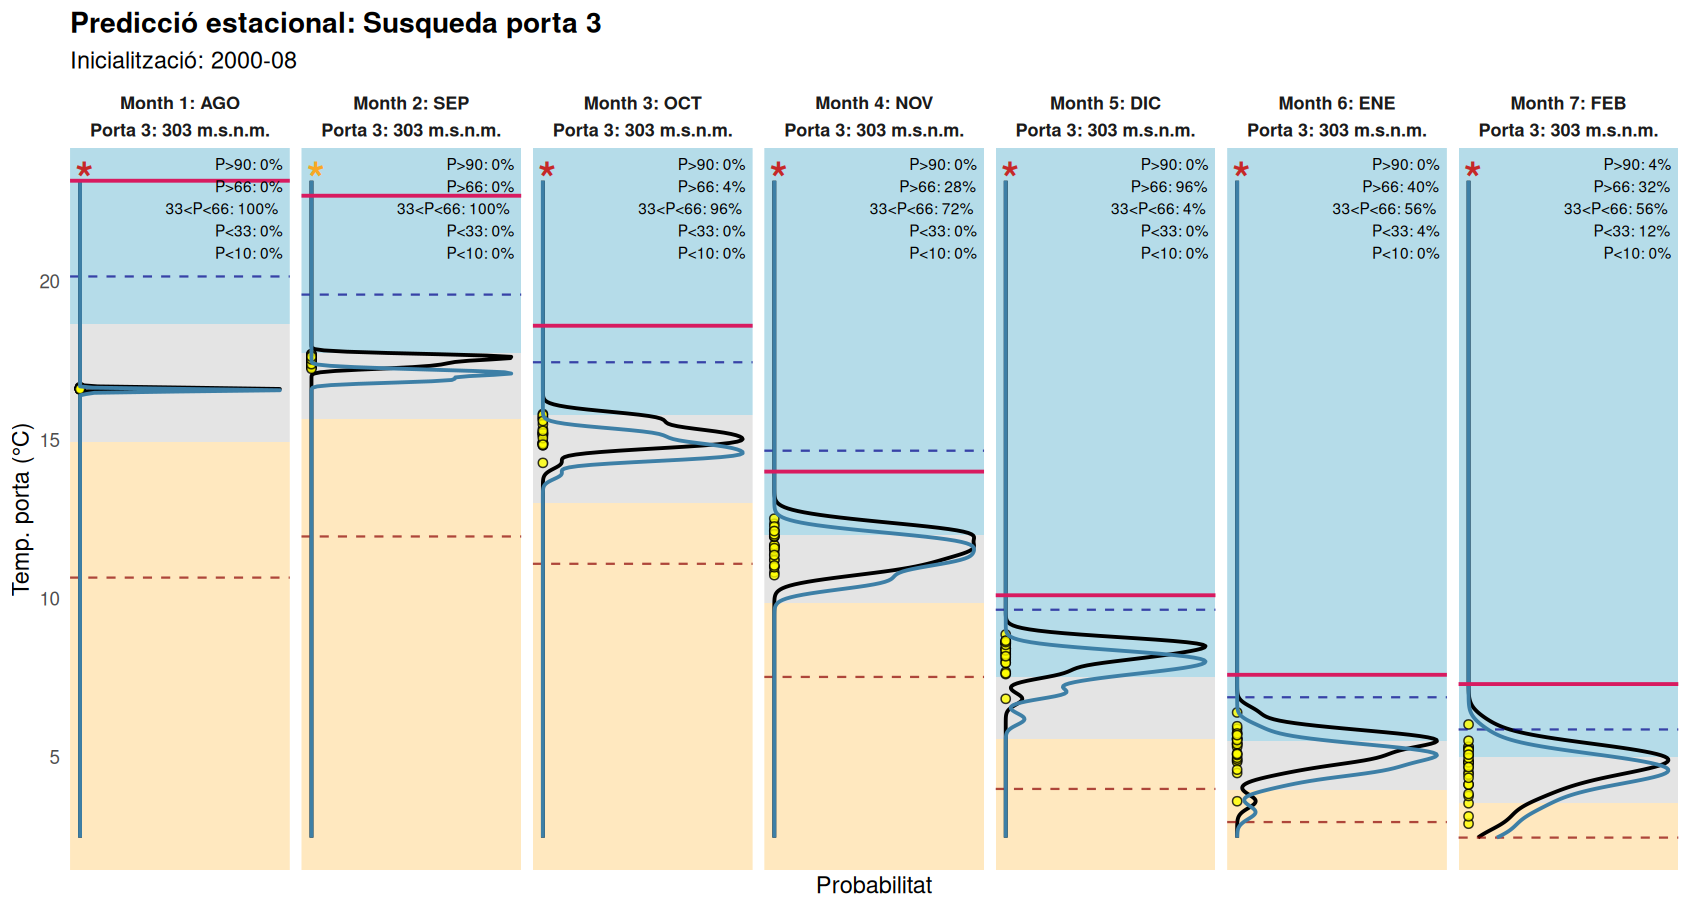 Predicció estacional: Susqueda porta 3
Inicialització: 2000-08
Month 1: AGO
Porta 3: 303 m.s.n.m.
Month 2: SEP
Porta 3: 303 m.s.n.m.
Month 3: OCT
Porta 3: 303 m.s.n.m.
Month 4: NOV
Porta 3: 303 m.s.n.m.
Month 5: DIC
Porta 3: 303 m.s.n.m.
Month 6: ENE
Porta 3: 303 m.s.n.m.
Month 7: FEB
Porta 3: 303 m.s.n.m.
*
P>90: 0%
P>66: 0%
33<P<66: 100%
P<33: 0%
P<10: 0%
*
P>90: 0%
P>66: 0%
33<P<66: 100%
P<33: 0%
P<10: 0%
*
P>90: 0%
P>66: 4%
33<P<66: 96%
P<33: 0%
P<10: 0%
*
P>90: 0%
P>66: 28%
33<P<66: 72%
P<33: 0%
P<10: 0%
*
P>90: 0%
P>66: 96%
33<P<66: 4%
P<33: 0%
P<10: 0%
*
P>90: 0%
P>66: 40%
33<P<66: 56%
P<33: 4%
P<10: 0%
*
P>90: 4%
P>66: 32%
33<P<66: 56%
P<33: 12%
P<10: 0%
20
15
10
5
Temp. porta (°C)
Probabilitat